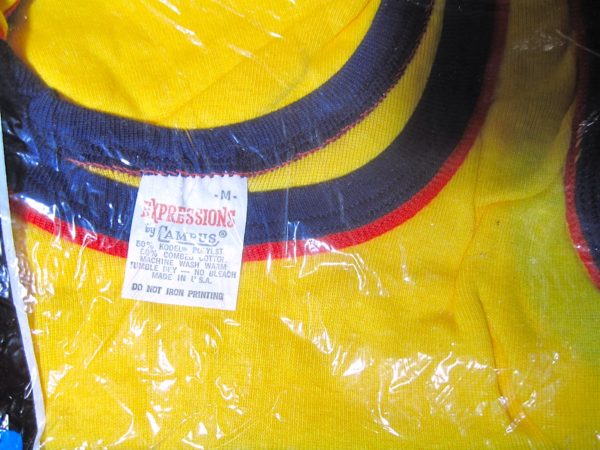 -M-
EXPRESSIONS
by CAMPUS®
50% KODEL® POLYEST.
50% COMBED COTTON
MACHINE WASH WARM
TUMBLE DRY — NO BLEACH
MADE IN U.S.A.
DO NOT IRON PRINTING